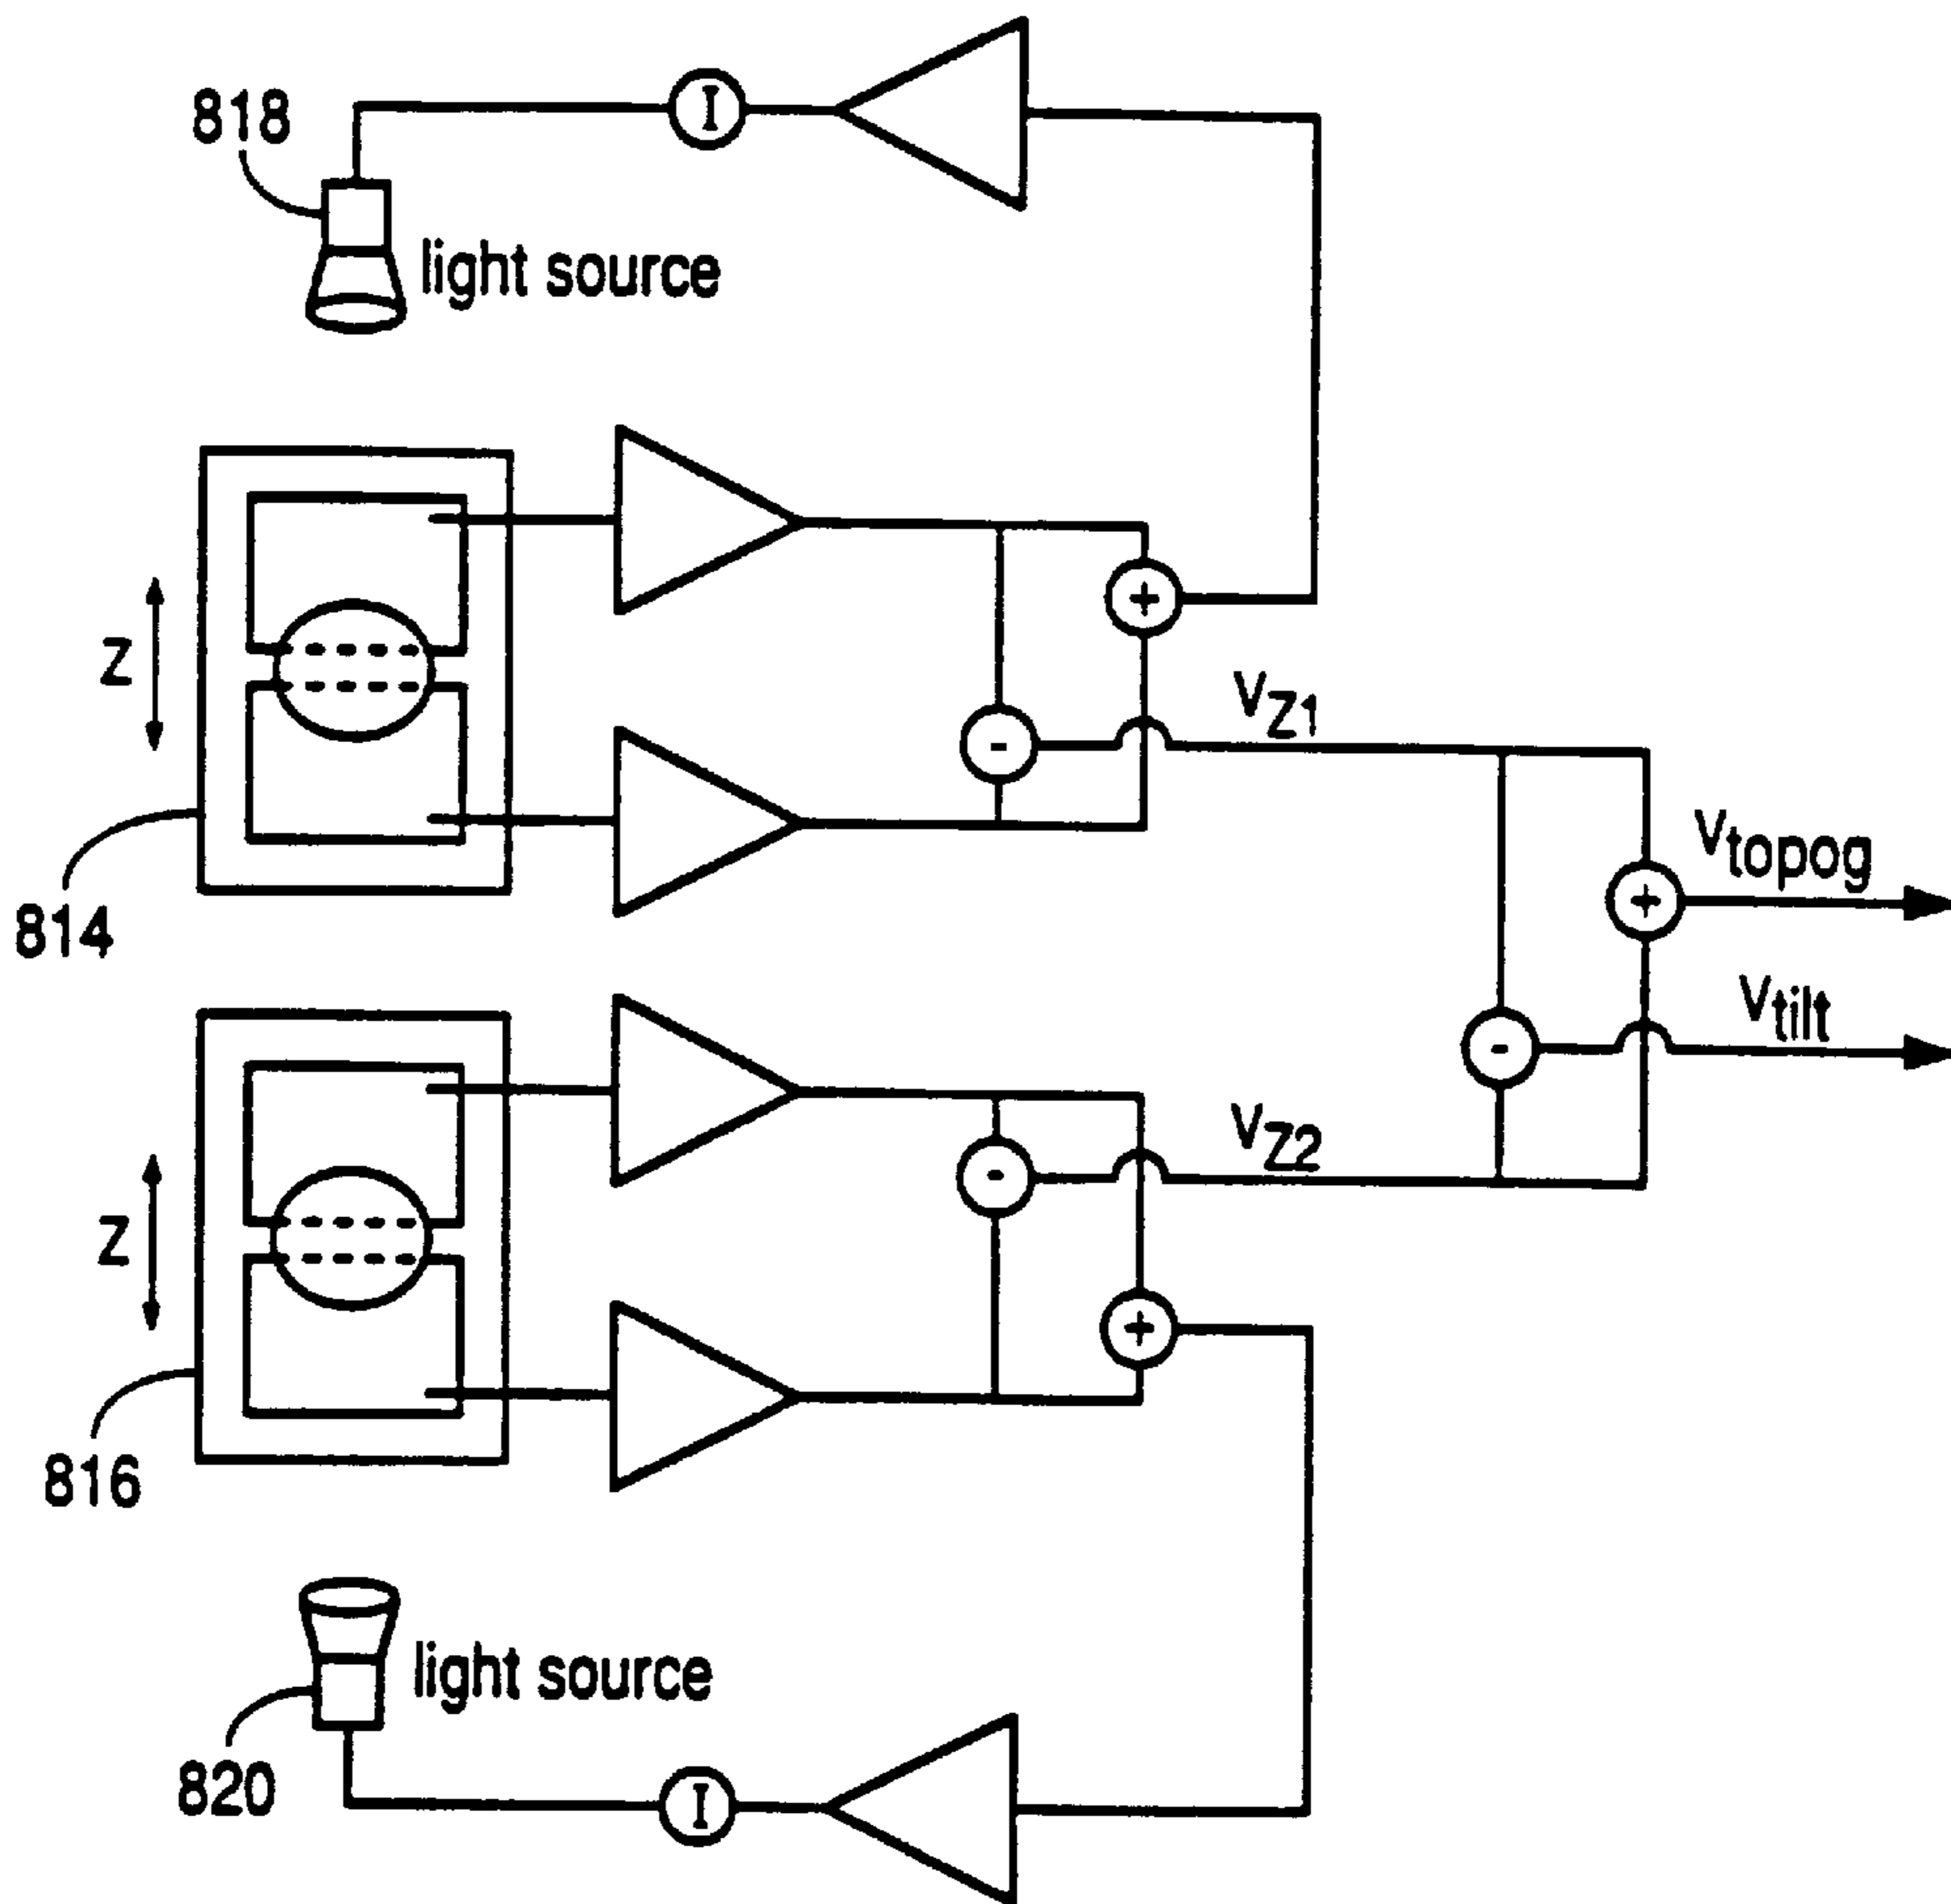 818
I
light source
+
Z
V_Z1
-
V_topog
+
814
V_tilt
-
V_Z2
-
Z
+
816
light source
820
I